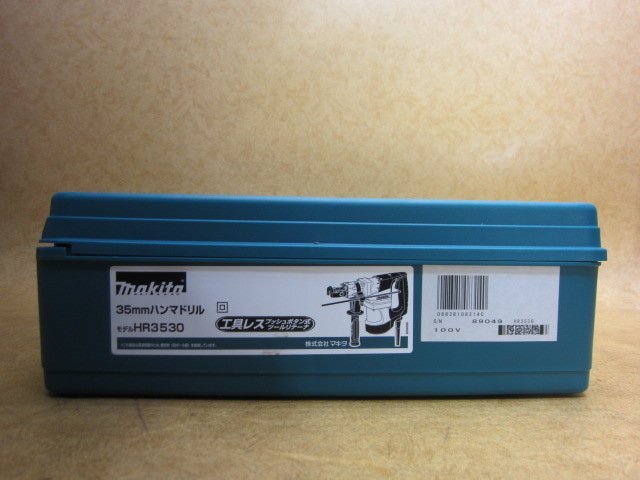 makita
35mmハンマドリル
モデルHR3530
工具レス プッシュボタン式
ツールリテーナ
株式会社マキタ
S/N 89049 HR3530
100V